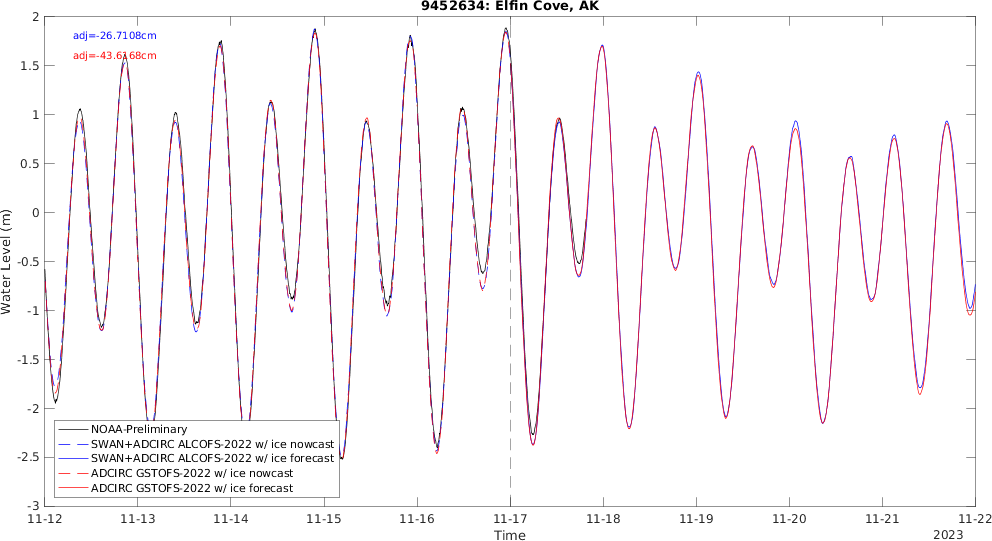 9452634: Elfin Cove, AK
adj=-26.7108cm
adj=-43.6168cm
Water Level (m)
2
1.5
1
0.5
0
-0.5
-1
-1.5
-2
-2.5
-3
NOAA-Preliminary
SWAN+ADCIRC ALCOFS-2022 w/ ice nowcast
SWAN+ADCIRC ALCOFS-2022 w/ ice forecast
ADCIRC GSTOFS-2022 w/ ice nowcast
ADCIRC GSTOFS-2022 w/ ice forecast
11-12 11-13 11-14 11-15 11-16 11-17 11-18 11-19 11-20 11-21 11-22
Time
2023